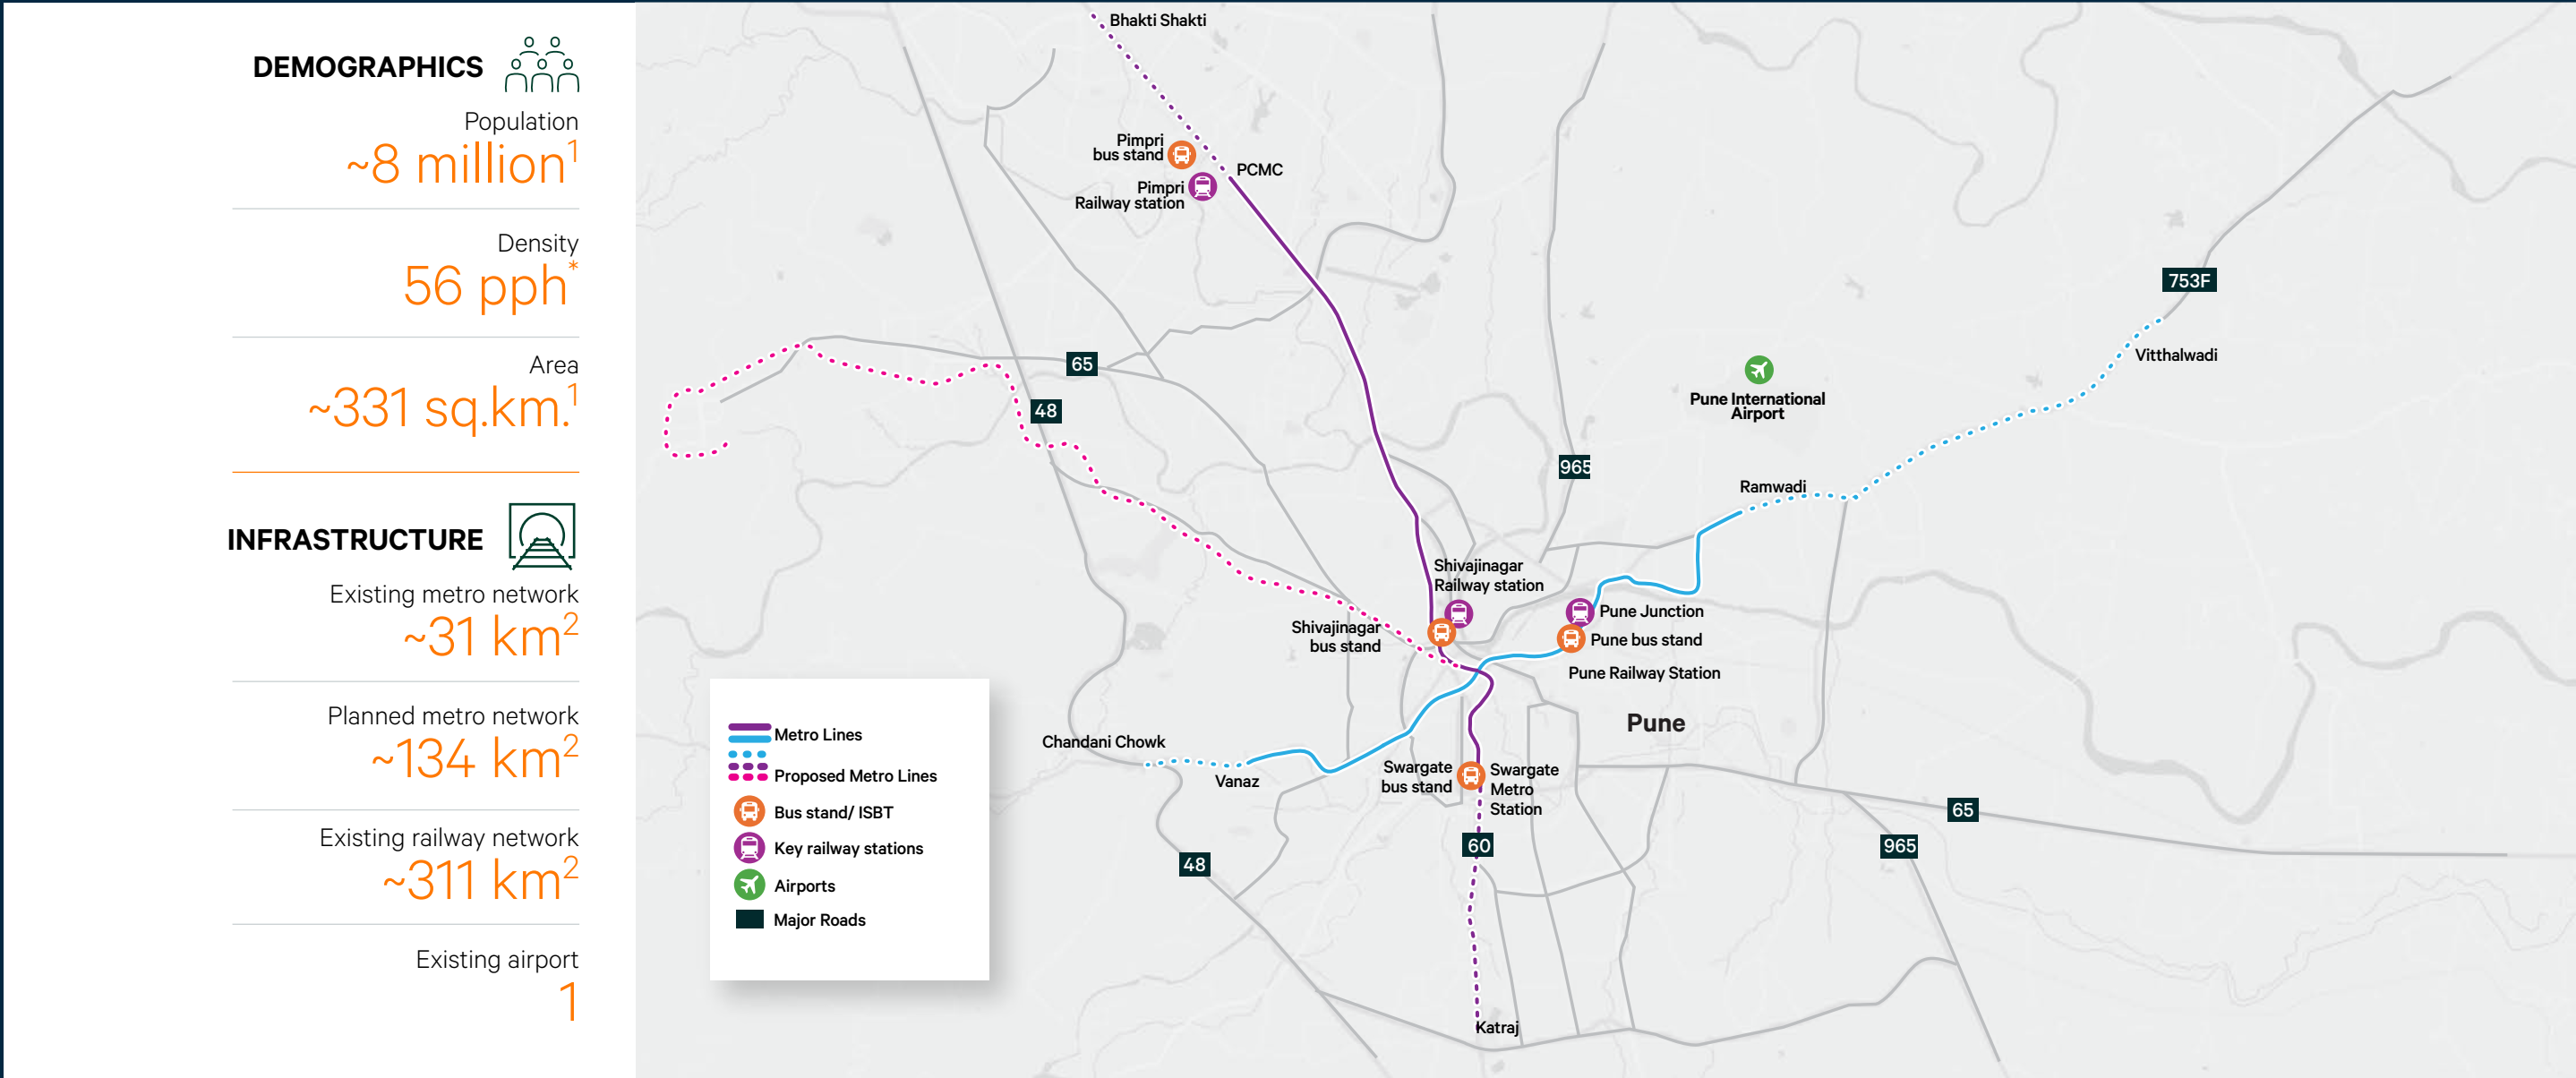 DEMOGRAPHICS
Population
~8 million¹
Density
56 pph*
Area
~331 sq.km.¹
INFRASTRUCTURE
Existing metro network
~31 km²
Planned metro network
~134 km²
Existing railway network
~311 km²
Existing airport
1
Bhakti Shakti
Pimpri
bus stand
PCMC
Pimpri
Railway station
753F
Vitthalwadi
65
48
Pune International
Airport
965
Ramwadi
Shivajinagar
Railway station
Pune Junction
Shivajinagar
bus stand
Pune bus stand
Pune Railway Station
Pune
Chandani Chowk
Vanaz
Swargate
bus stand
Swargate
Metro
Station
65
60
965
48
Katraj
Metro Lines
Proposed Metro Lines
Bus stand/ ISBT
Key railway stations
Airports
Major Roads